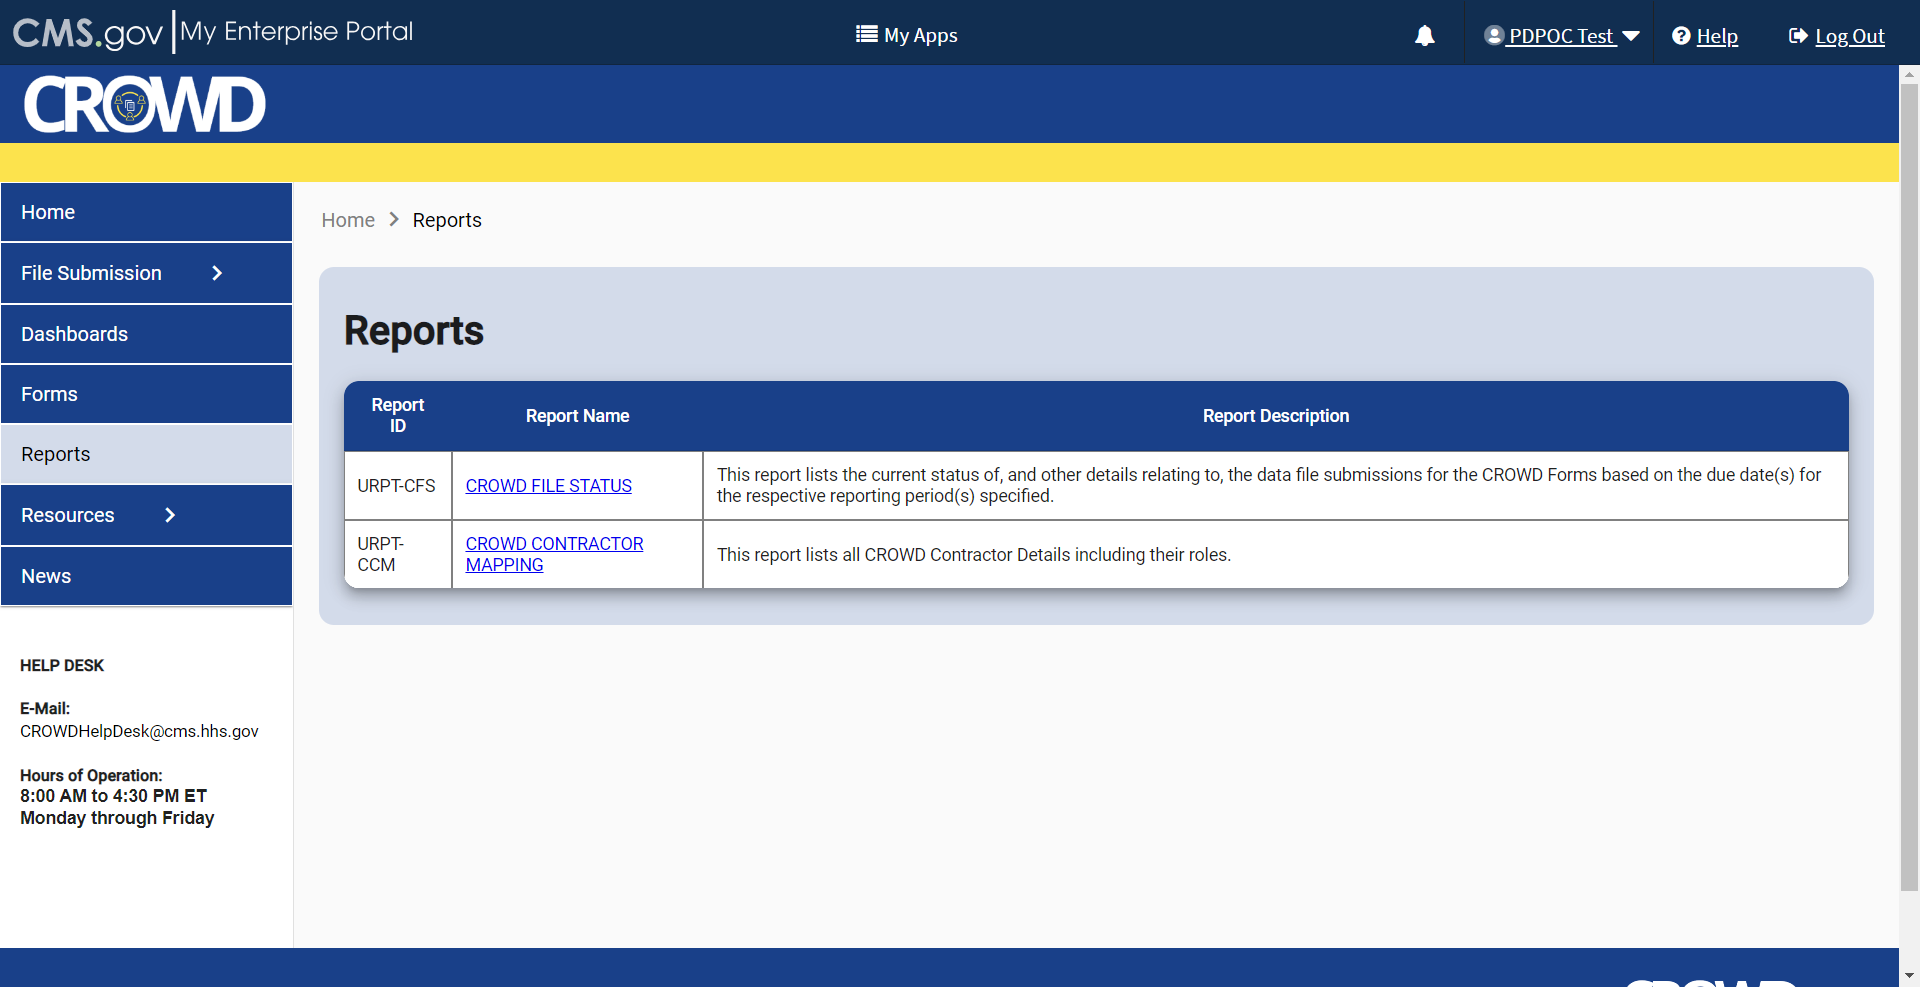 CMS.gov My Enterprise Portal
My Apps
PDPOC Test
Help
Log Out
CROWD
Home
File Submission
Dashboards
Forms
Reports
Resources
News
HELP DESK
E-Mail:
CROWDHelpDesk@cms.hhs.gov
Hours of Operation:
8:00 AM to 4:30 PM ET
Monday through Friday
Home Reports
Reports
Report
ID
Report Name
Report Description
URPT-CFS
CROWD FILE STATUS
This report lists the current status of, and other details relating to, the data file submissions for the CROWD Forms based on the due date(s) for
the respective reporting period(s) specified.
URPT-
CCM
CROWD CONTRACTOR
MAPPING
This report lists all CROWD Contractor Details including their roles.
CROWD